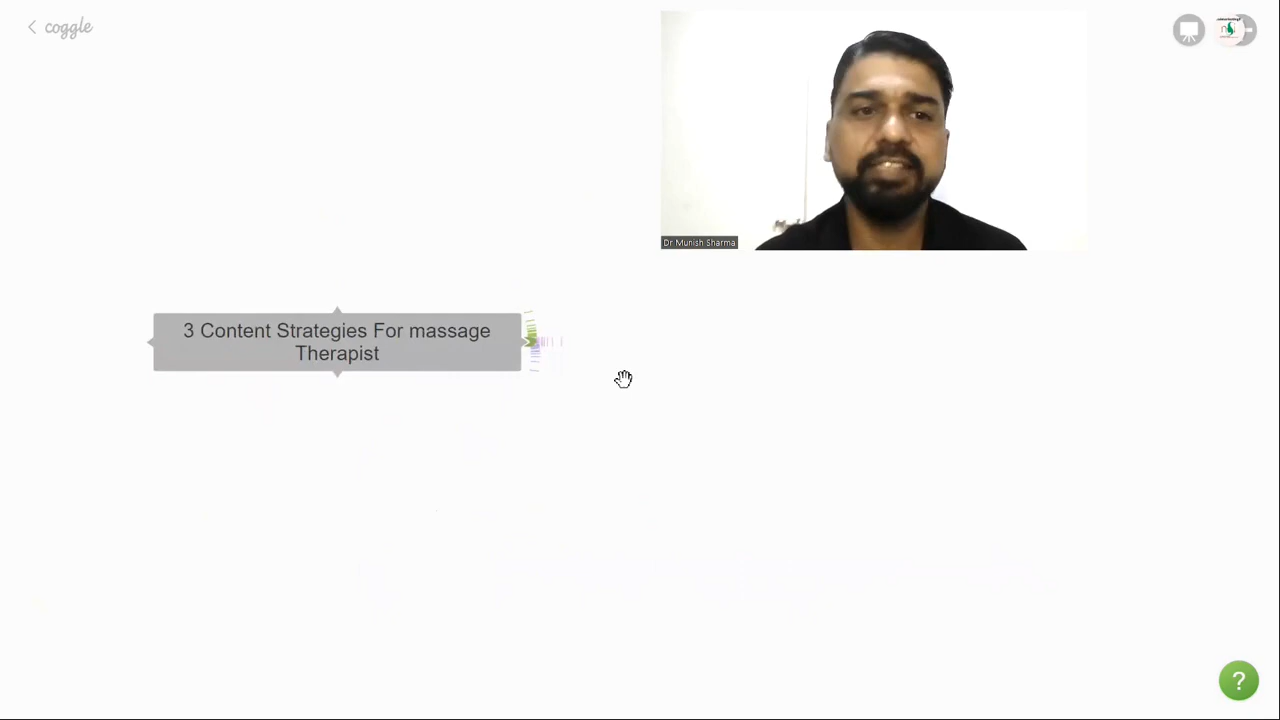 coggle
Dr Munish Sharma
3 Content Strategies For massage
Therapist
?